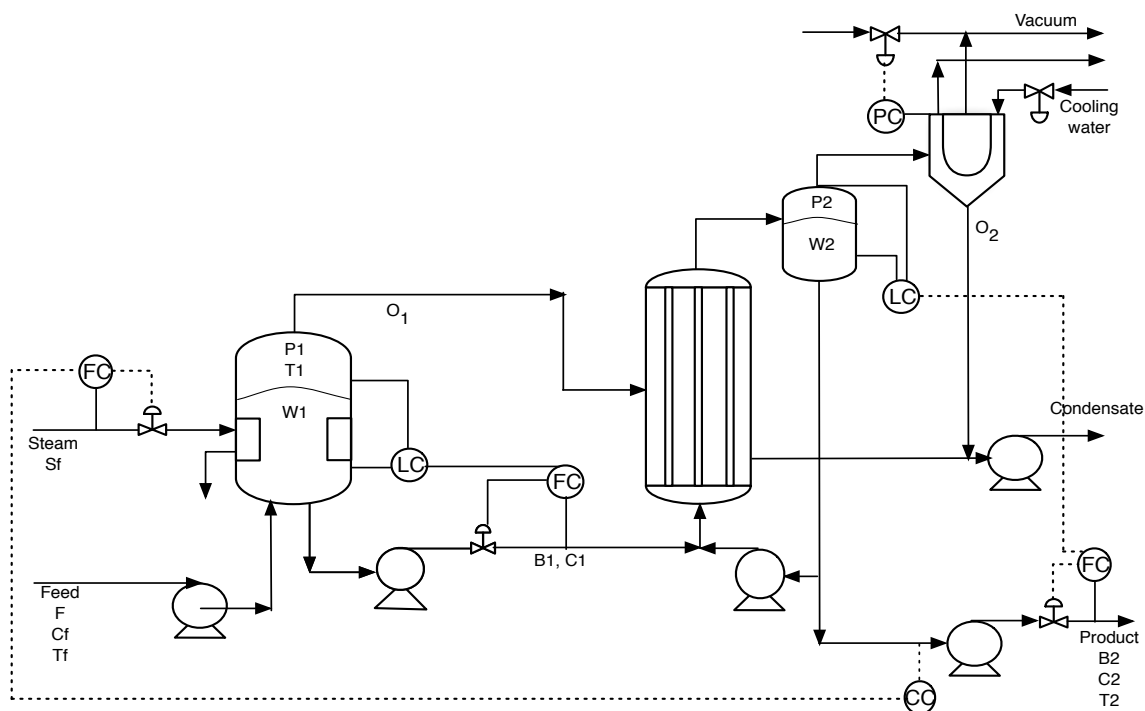 Vacuum
PC
Cooling
water
P2
W2
O2
LC
O1
P1
T1
W1
FC
Steam
Sf
LC
FC
Condensate
B1, C1
FC
Feed
F
Cf
Tf
Product
B2
C2
T2
CC